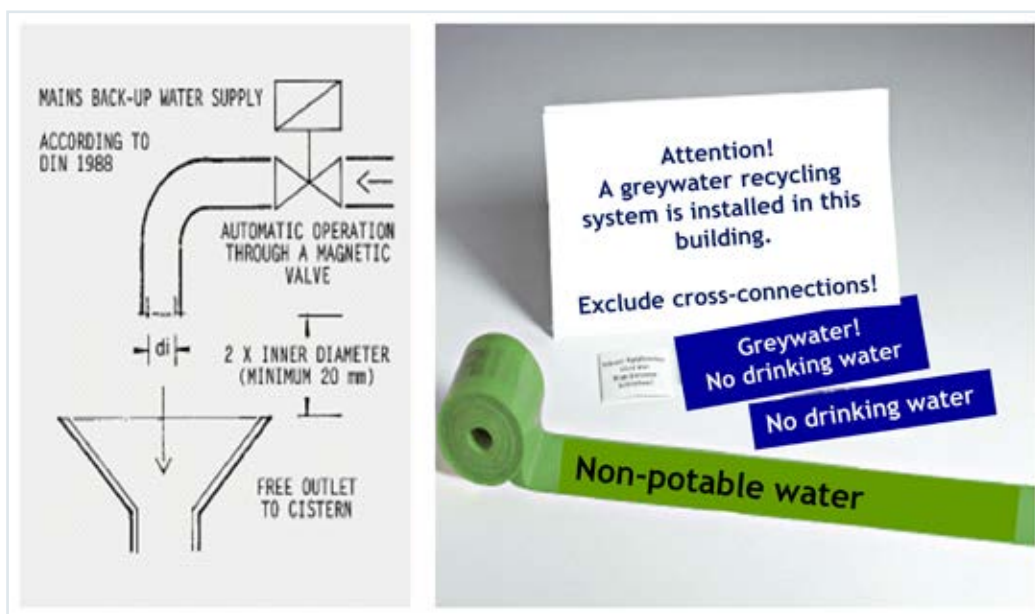 MAINS BACK-UP WATER SUPPLY
ACCORDING TO
DIN 1988
AUTOMATIC OPERATION
THROUGH A MAGNETIC
VALVE
di
2 X INNER DIAMETER
(MINIMUM 20 mm)
FREE OUTLET
TO CISTERN
Attention!
A greywater recycling
system is installed in this
building.
Exclude cross-connections!
Greywater!
No drinking water
No drinking water
Non-potable water